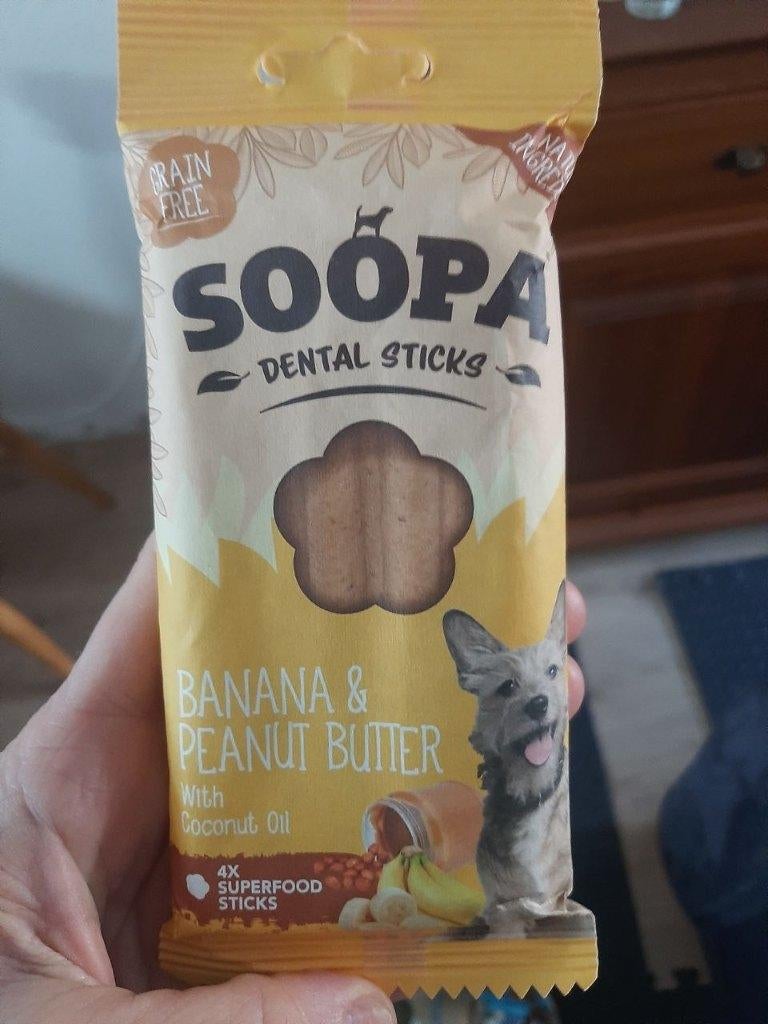 GRAIN
FREE
SOOPA
DENTAL STICKS
BANANA &
PEANUT BUTTER
With
Coconut Oil
4X
SUPERFOOD
STICKS